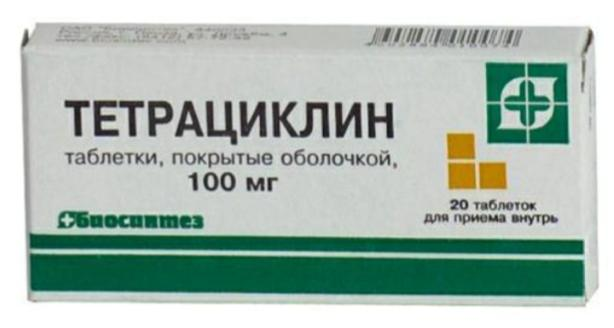 ТЕТРАЦИКЛИН
таблетки, покрытые оболочкой,
100 мг
20 таблеток
для приема внутрь
биосинтез